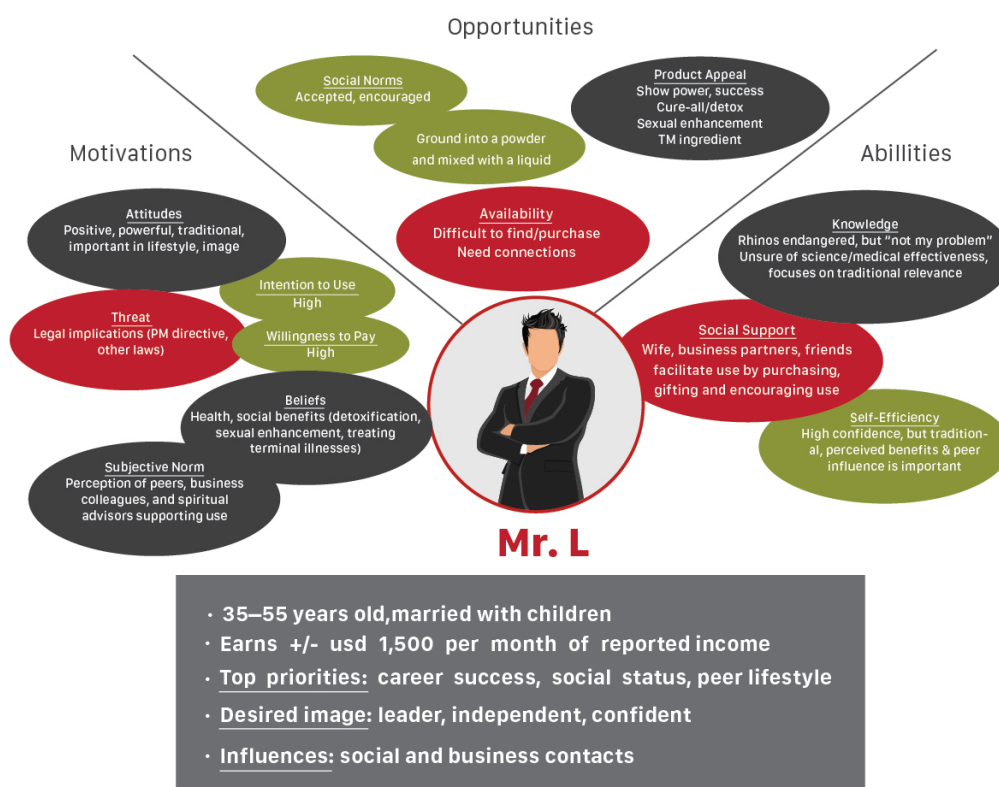 Opportunities
Social Norms
Accepted, encouraged
Ground into a powder
and mixed with a liquid
Product Appeal
Show power, success
Cure-all/detox
Sexual enhancement
TM ingredient
Availability
Difficult to find/purchase
Need connections
Motivations
Attitudes
Positive, powerful, traditional,
important in lifestyle, image
Intention to Use
High
Threat
Legal implications (PM directive,
other laws)
Willingness to Pay
High
Beliefs
Health, social benefits (detoxification,
sexual enhancement, treating
terminal illnesses)
Subjective Norm
Perception of peers, business
colleagues, and spiritual
advisors supporting use
Abillities
Knowledge
Rhinos endangered, but “not my problem”
Unsure of science/medical effectiveness,
focuses on traditional relevance
Social Support
Wife, business partners, friends
facilitate use by purchasing,
gifting and encouraging use
Self-Efficiency
High confidence, but tradition-
al, perceived benefits & peer
influence is important
Mr. L
· 35–55 years old,married with children
· Earns +/- usd 1,500 per month of reported income
· Top priorities: career success, social status, peer lifestyle
· Desired image: leader, independent, confident
· Influences: social and business contacts